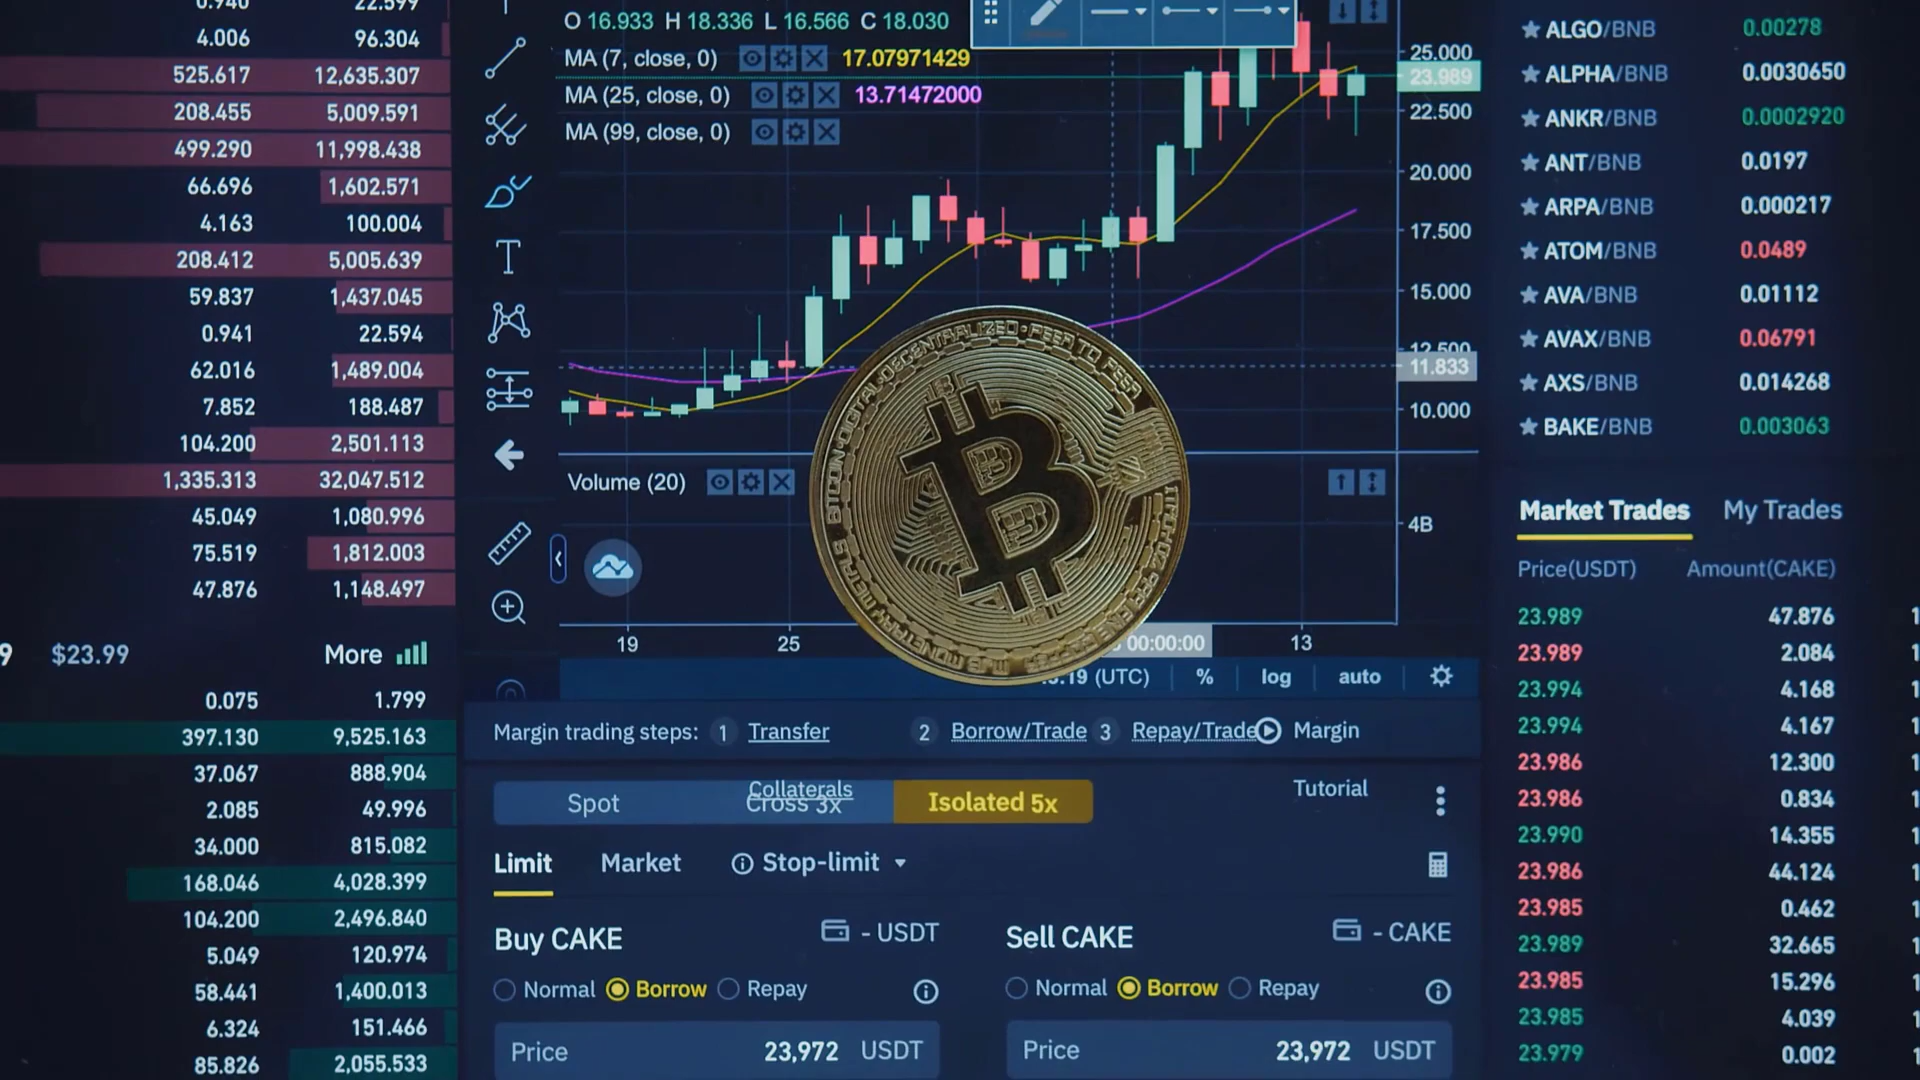 0.940 22.599
4.006 96.304
525.617 12,635.307
208.455 5,009.591
499.290 11,998.438
66.696 1,602.571
4.163 100.004
208.412 5,005.639
59.837 1,437.045
0.941 22.594
62.016 1,489.004
7.852 188.487
104.200 2,501.113
1,335.313 32,047.512
45.049 1,080.996
75.519 1,812.003
47.876 1,148.497
9 $23.99 More
0.075 1.799
397.130 9,525.163
37.067 888.904
2.085 49.996
34.000 815.082
168.046 4,028.399
104.200 2,496.840
5.049 120.974
58.441 1,400.013
6.324 151.466
85.826 2,055.533
O 16.933 H 18.336 L 16.566 C 18.030
MA (7, close, 0) 17.07971429
MA (25, close, 0) 13.71472000
MA (99, close, 0)
25.000
23.989
22.500
20.000
17.500
15.000
12.500
11.833
10.000
Volume (20)
4B
19 25 00:00:00 13
:19 (UTC) % log auto
BITCOIN DIGITAL DECENTRALIZED PEER TO PEER
Margin trading steps: 1 Transfer 2 Borrow/Trade 3 Repay/Trade Margin
Collaterals Tutorial
Spot Cross 3x Isolated 5x
Limit Market Stop-limit
Buy CAKE - USDT Sell CAKE - CAKE
Normal Borrow Repay Normal Borrow Repay
Price 23,972 USDT Price 23,972 USDT
ALGO/BNB 0.00278
ALPHA/BNB 0.0030650
ANKR/BNB 0.0002920
ANT/BNB 0.0197
ARPA/BNB 0.000217
ATOM/BNB 0.0489
AVA/BNB 0.01112
AVAX/BNB 0.06791
AXS/BNB 0.014268
BAKE/BNB 0.003063
Market Trades My Trades
Price(USDT) Amount(CAKE)
23.989 47.876
23.989 2.084
23.994 4.168
23.994 4.167
23.986 12.300
23.986 0.834
23.990 14.355
23.986 44.124
23.985 0.462
23.989 32.665
23.985 15.296
23.985 4.039
23.979 0.002